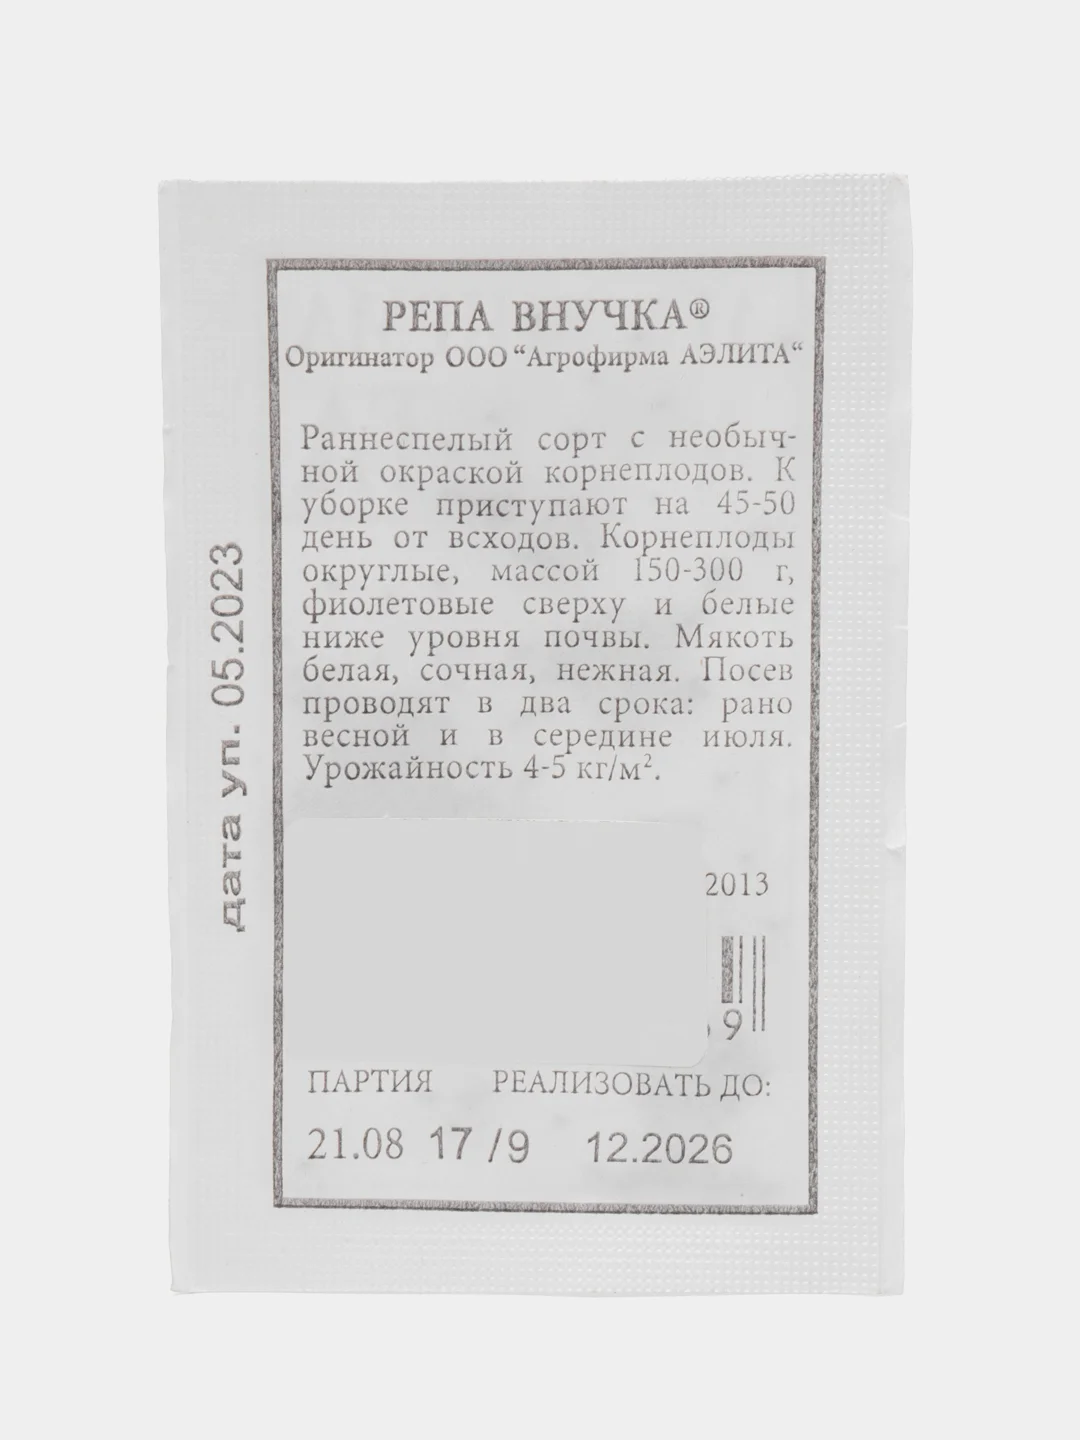 РЕПА ВНУЧКА®
Оригинатор ООО “Агрофирма АЭЛИТА“
Раннеспелый сорт с необыч-
ной окраской корнеплодов. К
уборке приступают на 45-50
день от всходов. Корнеплоды
округлые, массой 150-300 г,
фиолетовые сверху и белые
ниже уровня почвы. Мякоть
белая, сочная, нежная. Посев
проводят в два срока: рано
весной и в середине июля.
Урожайность 4-5 кг/м².
2013
9
ПАРТИЯ РЕАЛИЗОВАТЬ ДО:
21.08 17 /9 12.2026
дата уп. 05.2023